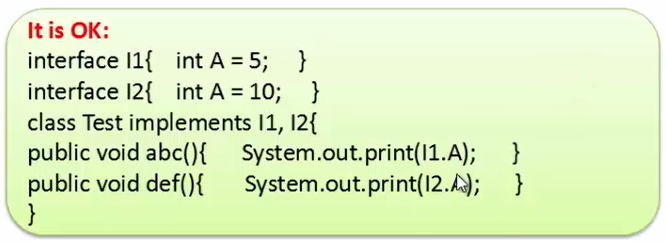 It is OK:
interface I1{ int A = 5; }
interface I2{ int A = 10; }
class Test implements I1, I2{
public void abc(){ System.out.print(I1.A); }
public void def(){ System.out.print(I2.A); }
}